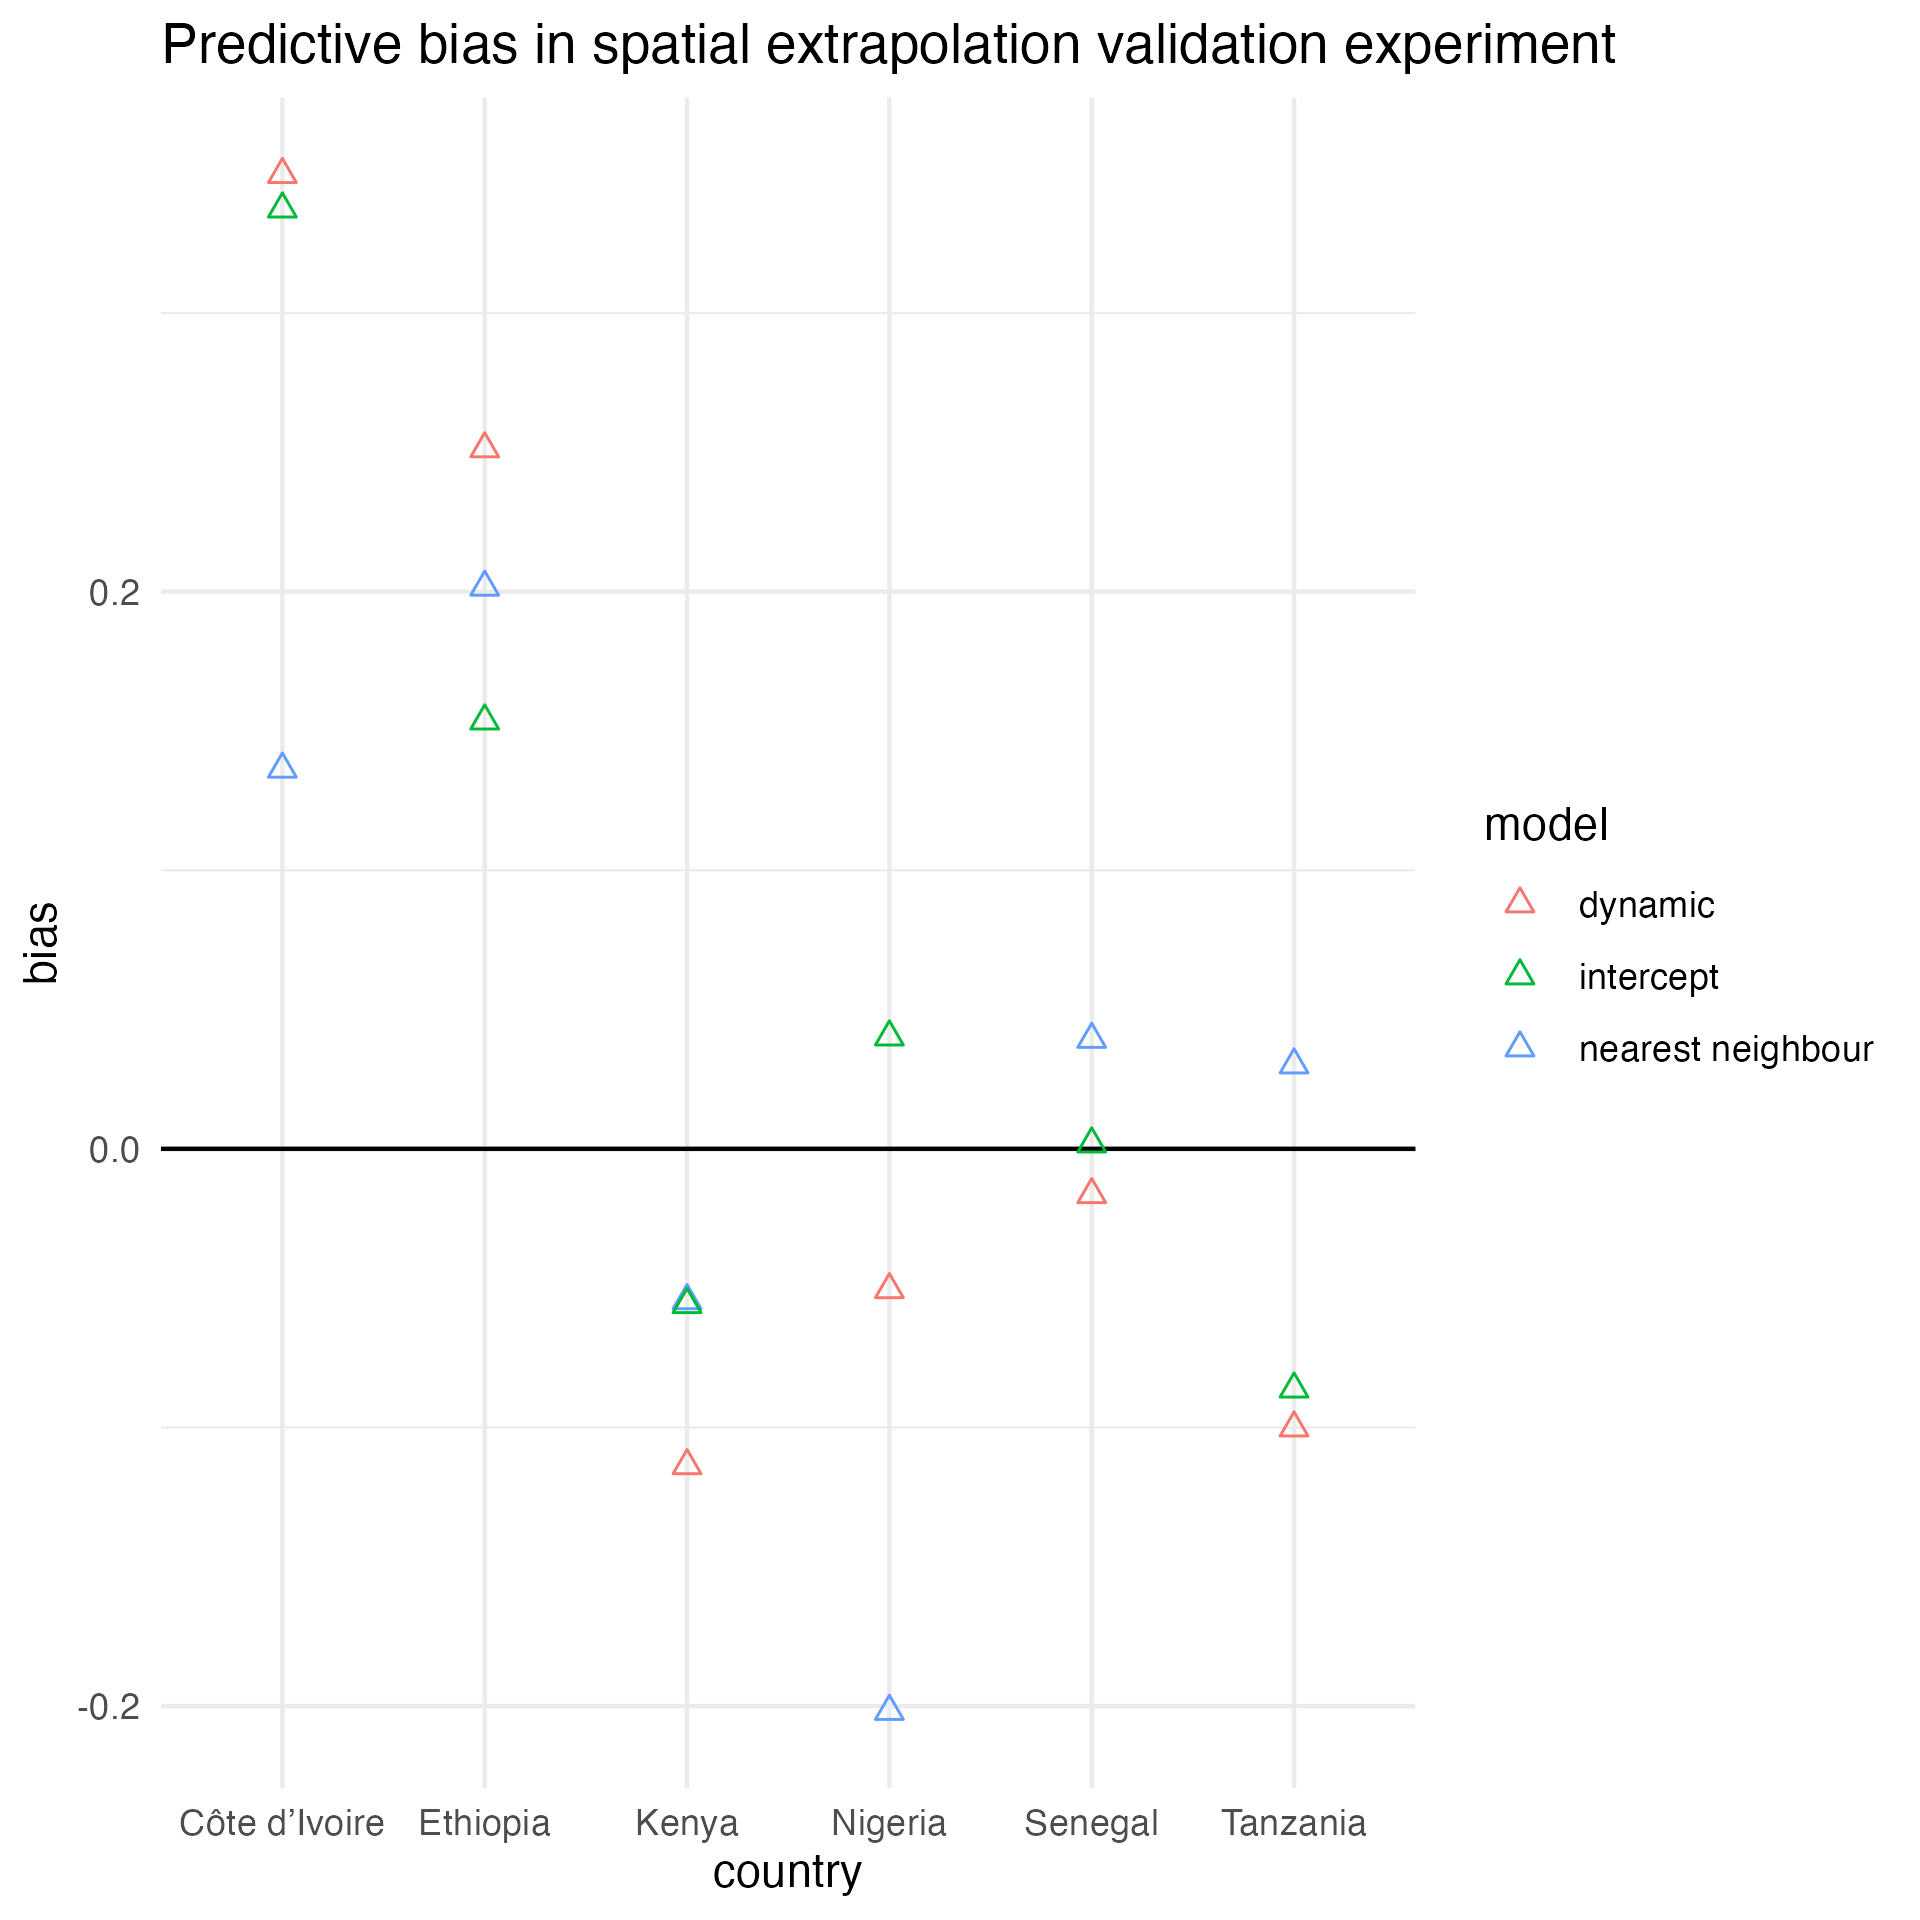 Predictive bias in spatial extrapolation validation experiment
0.2
0.0
-0.2
bias
Côte d’Ivoire
Ethiopia
Kenya
Nigeria
Senegal
Tanzania
country
model
dynamic
intercept
nearest neighbour